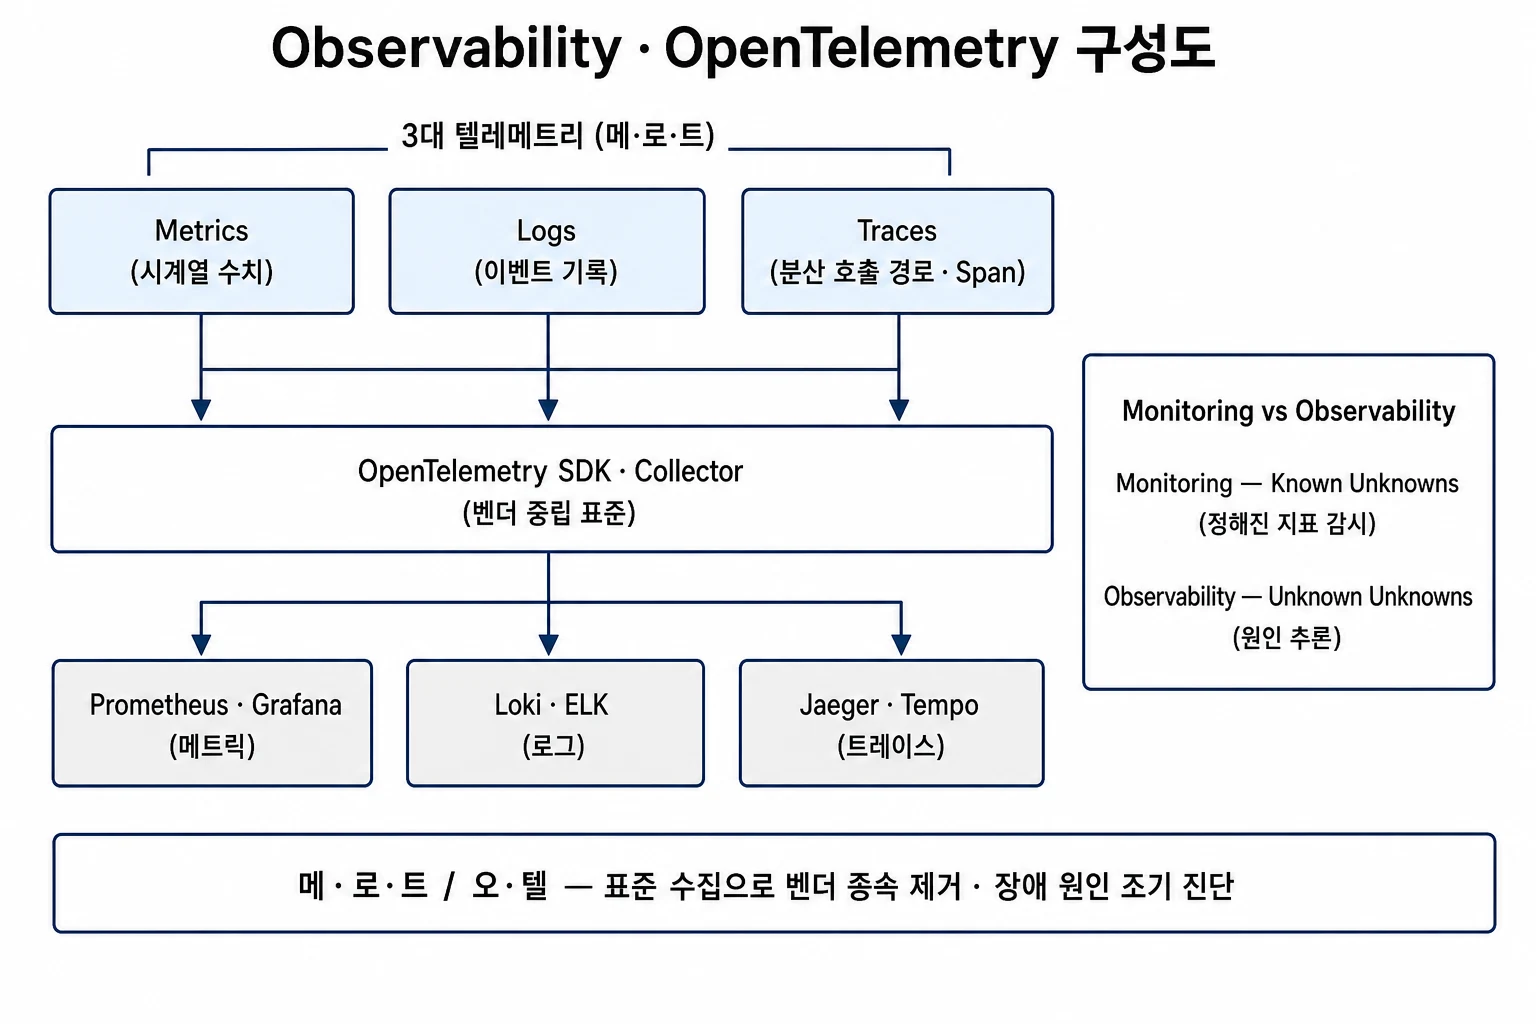 Observability · OpenTelemetry 구성도
3대 텔레메트리 (메·로·트)
Metrics
(시계열 수치)
Logs
(이벤트 기록)
Traces
(분산 호출 경로 · Span)
OpenTelemetry SDK · Collector
(벤더 중립 표준)
Monitoring vs Observability
Monitoring — Known Unknowns
(정해진 지표 감시)
Observability — Unknown Unknowns
(원인 추론)
Prometheus · Grafana
(메트릭)
Loki · ELK
(로그)
Jaeger · Tempo
(트레이스)
메 · 로 · 트 / 오 · 텔 — 표준 수집으로 벤더 종속 제거 · 장애 원인 조기 진단